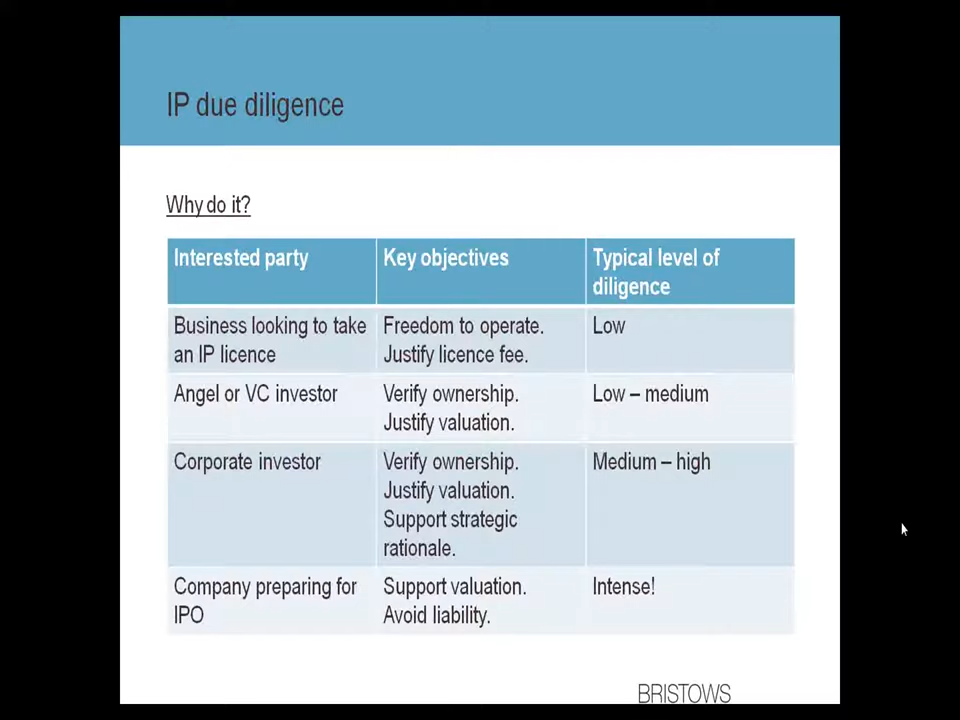 IP due diligence
Why do it?
Interested party
Key objectives
Typical level of
diligence
Business looking to take
an IP licence
Freedom to operate.
Justify licence fee.
Low
Angel or VC investor
Verify ownership.
Justify valuation.
Low – medium
Corporate investor
Verify ownership.
Justify valuation.
Support strategic
rationale.
Medium – high
Company preparing for
IPO
Support valuation.
Avoid liability.
Intense!
BRISTOWS